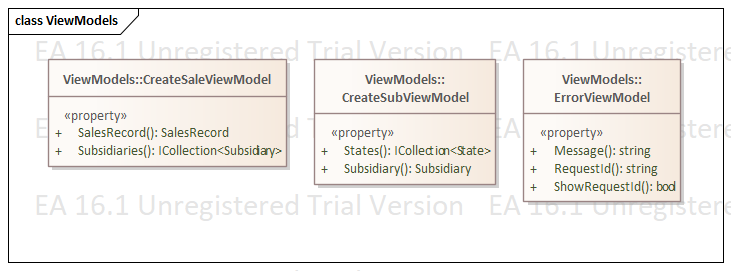 class ViewModels
EA 16.1 Unregistered Trial Version EA 16.1 Unregistered
ViewModels::CreateSaleViewModel
«property»
+ SalesRecord(): SalesRecord
+ Subsidiaries(): ICollection<Subsidiary>
ViewModels::
CreateSubViewModel
«property»
+ States(): ICollection<State>
+ Subsidiary(): Subsidiary
ViewModels::
ErrorViewModel
«property»
+ Message(): string
+ RequestId(): string
+ ShowRequestId(): bool
EA 16.1 Unregistered Trial Version EA 16.1 Unregistered